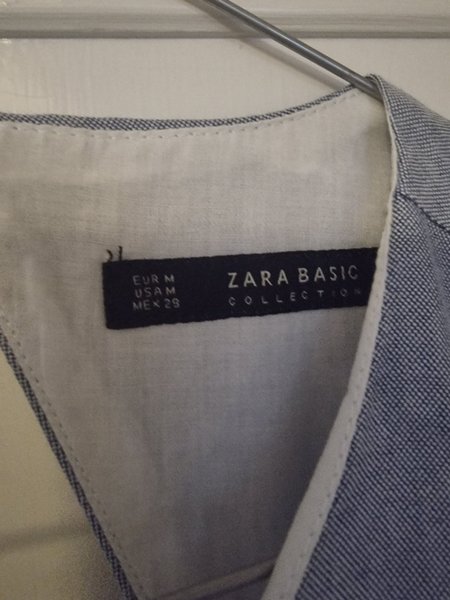 EUR M
USA M
MEX 28
ZARA BASIC
COLLECTION